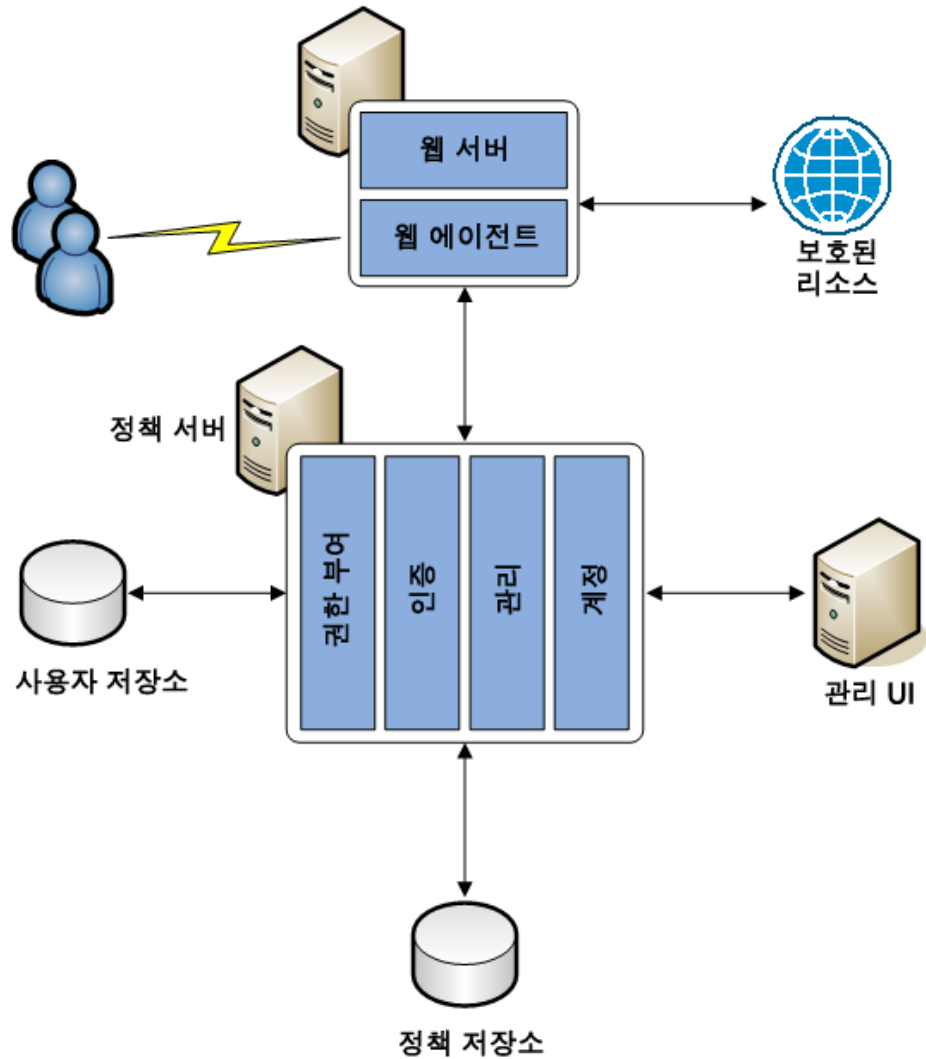 웹 서버
웹 에이전트
보호된
리소스
정책 서버
권한 부여
인증
관리
계정
사용자 저장소
관리 UI
정책 저장소